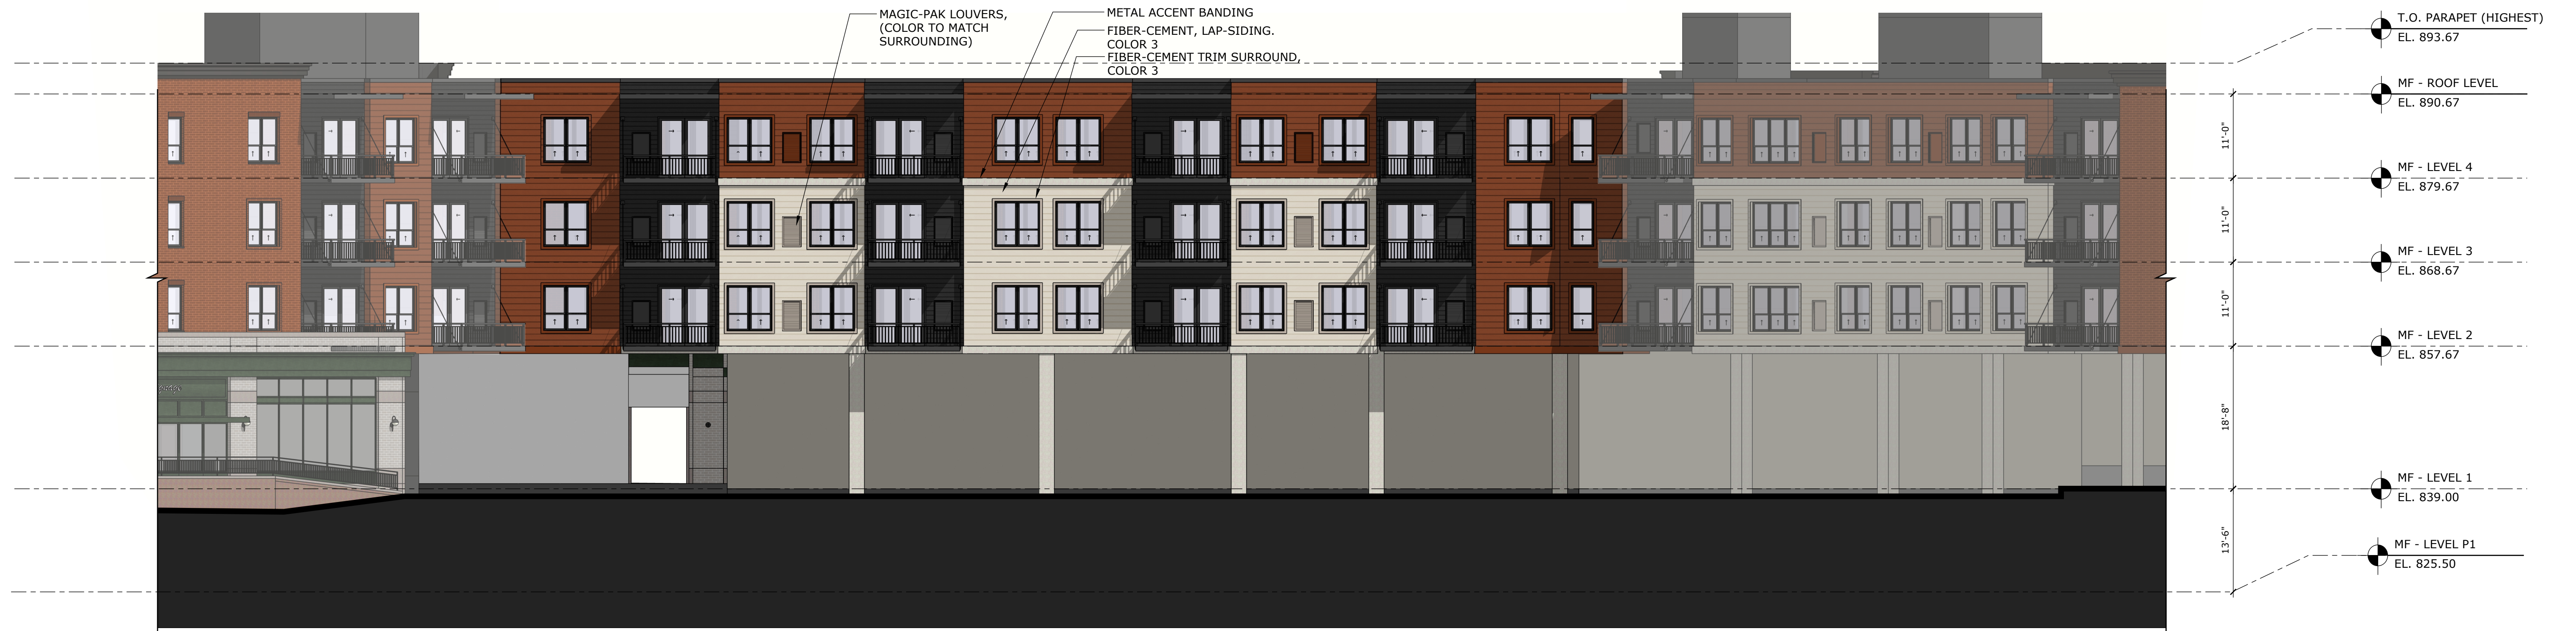 MAGIC-PAK LOUVERS,
(COLOR TO MATCH
SURROUNDING)
METAL ACCENT BANDING
FIBER-CEMENT, LAP-SIDING.
COLOR 3
FIBER-CEMENT TRIM SURROUND,
COLOR 3
T.O. PARAPET (HIGHEST)
EL. 893.67
MF - ROOF LEVEL
EL. 890.67
11'-0"
MF - LEVEL 4
EL. 879.67
11'-0"
MF - LEVEL 3
EL. 868.67
11'-0"
MF - LEVEL 2
EL. 857.67
18'-8"
MF - LEVEL 1
EL. 839.00
13'-6"
MF - LEVEL P1
EL. 825.50